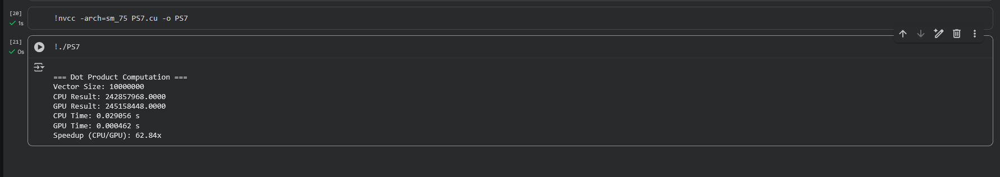 [20]
1s
!nvcc -arch=sm_75 PS7.cu -o PS7
[21]
0s
!./PS7
=== Dot Product Computation ===
Vector Size: 10000000
CPU Result: 242857968.0000
GPU Result: 245158448.0000
CPU Time: 0.029056 s
GPU Time: 0.000462 s
Speedup (CPU/GPU): 62.84x